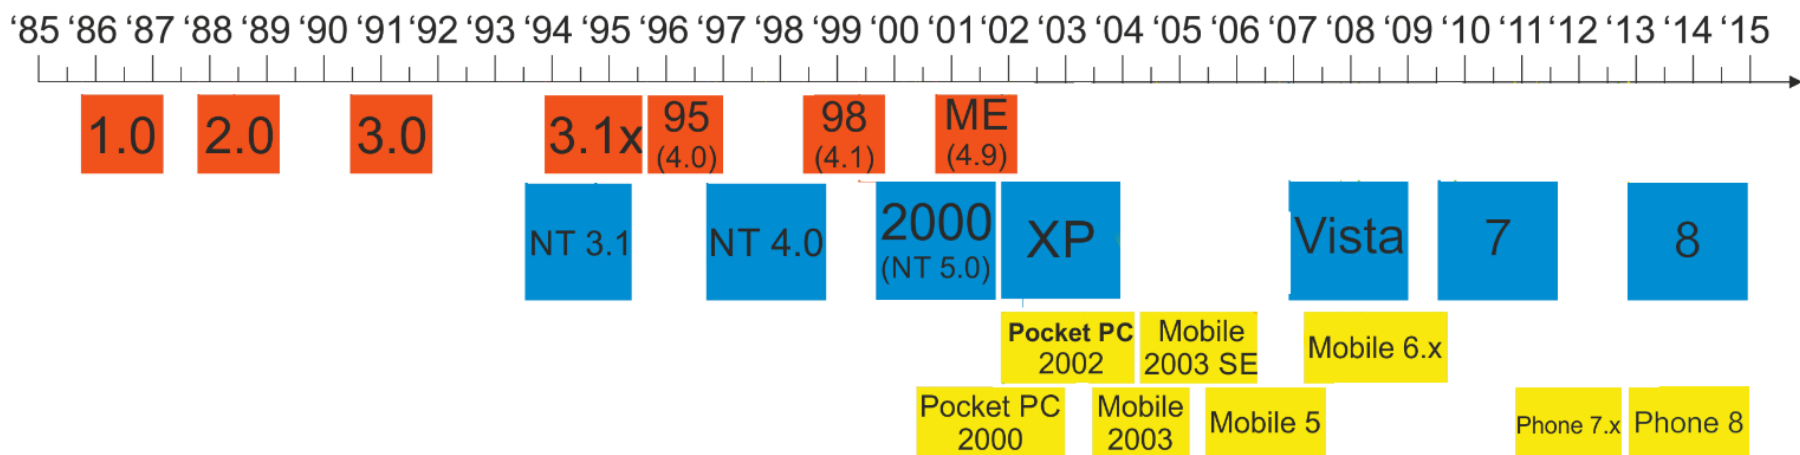 ‘85 ‘86 ‘87 ‘88 ‘89 ‘90 ‘91 ‘92 ‘93 ‘94 ‘95 ‘96 ‘97 ‘98 ‘99 ‘00 ‘01 ‘02 ‘03 ‘04 ‘05 ‘06 ‘07 ‘08 ‘09 ‘10 ‘11 ‘12 ‘13 ‘14 ‘15
1.0
2.0
3.0
3.1x
95
(4.0)
98
(4.1)
ME
(4.9)
NT 3.1
NT 4.0
2000
(NT 5.0)
XP
Vista
7
8
Pocket PC
2002
Mobile
2003 SE
Mobile 6.x
Pocket PC
2000
Mobile
2003
Mobile 5
Phone 7.x
Phone 8